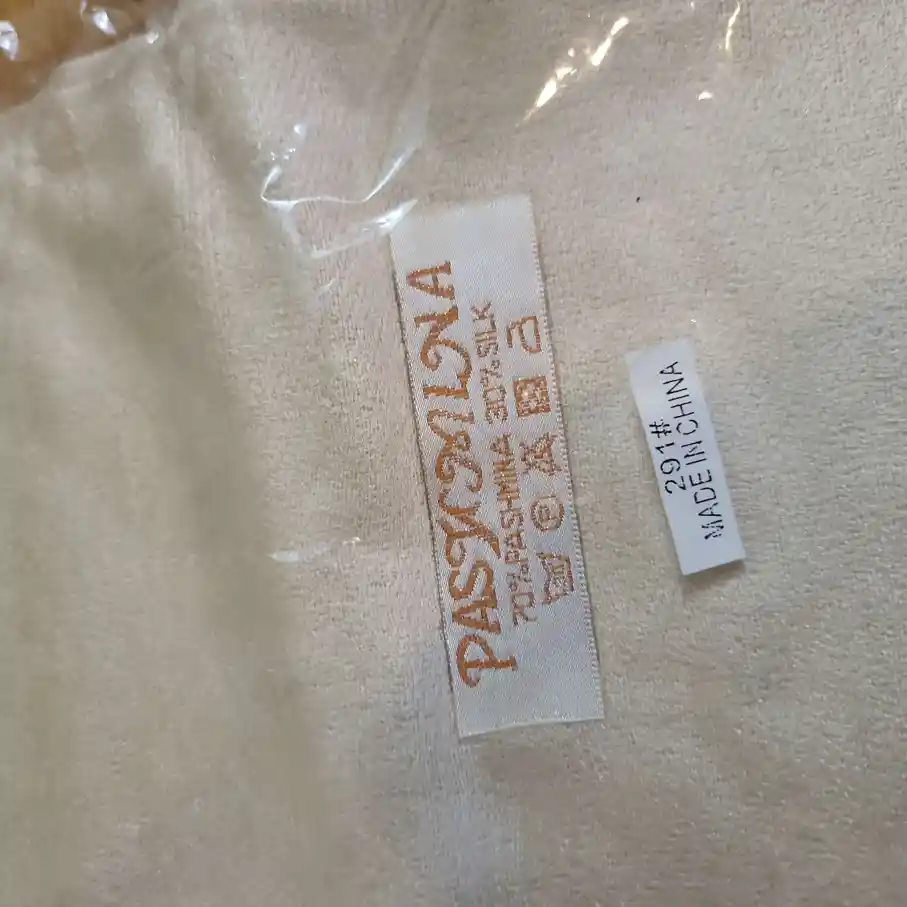 PASHMINA
70%PASHMINA 30%SILK
291#
MADE IN CHINA